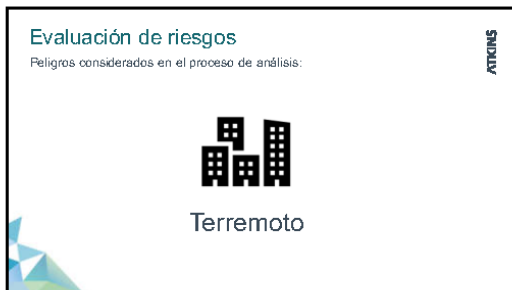 Evaluación de riesgos
Peligros considerados en el proceso de análisis:
ATKINS
Terremoto